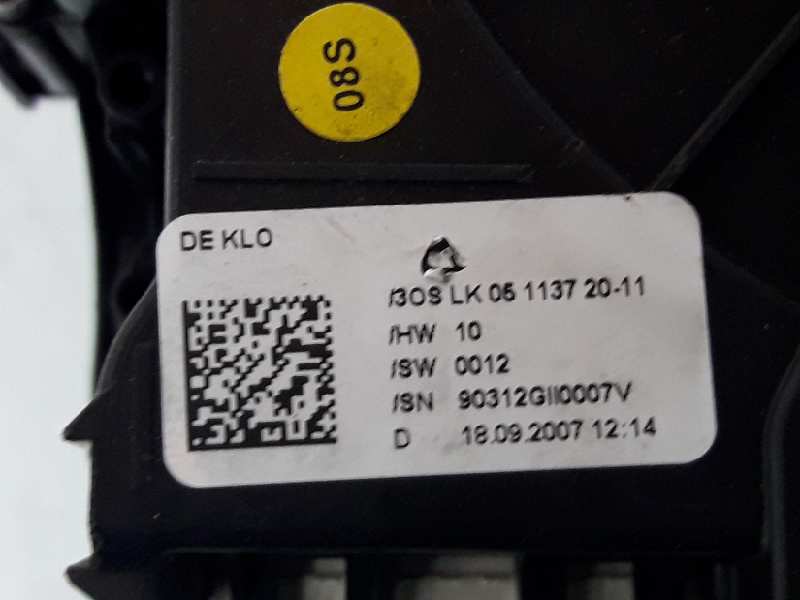 08S
DE KLO
/3OS LK 05 1137 20-11
/HW 10
/SW 0012
/SN 90312GII0007V
D 18.09.2007 12:14